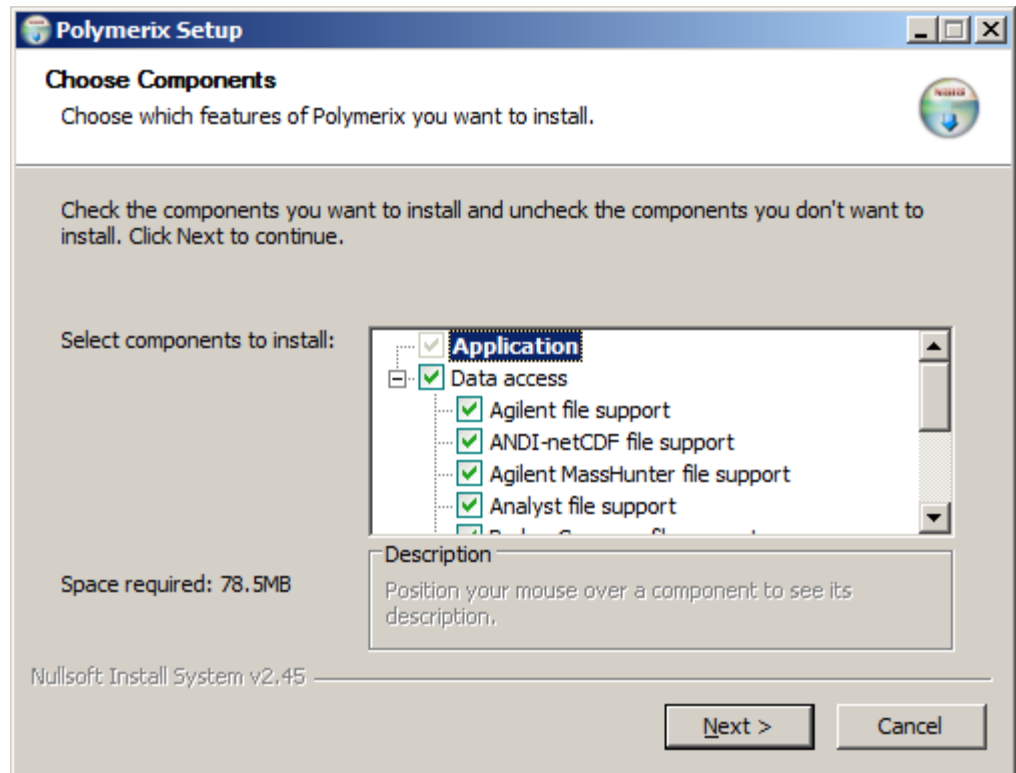 Polymerix Setup
Choose Components
Choose which features of Polymerix you want to install.
Check the components you want to install and uncheck the components you don't want to
install. Click Next to continue.
Select components to install:
Application
Data access
Agilent file support
ANDI-netCDF file support
Agilent MassHunter file support
Analyst file support
Space required: 78.5MB
Description
Position your mouse over a component to see its
description.
Nullsoft Install System v2.45
Next >
Cancel